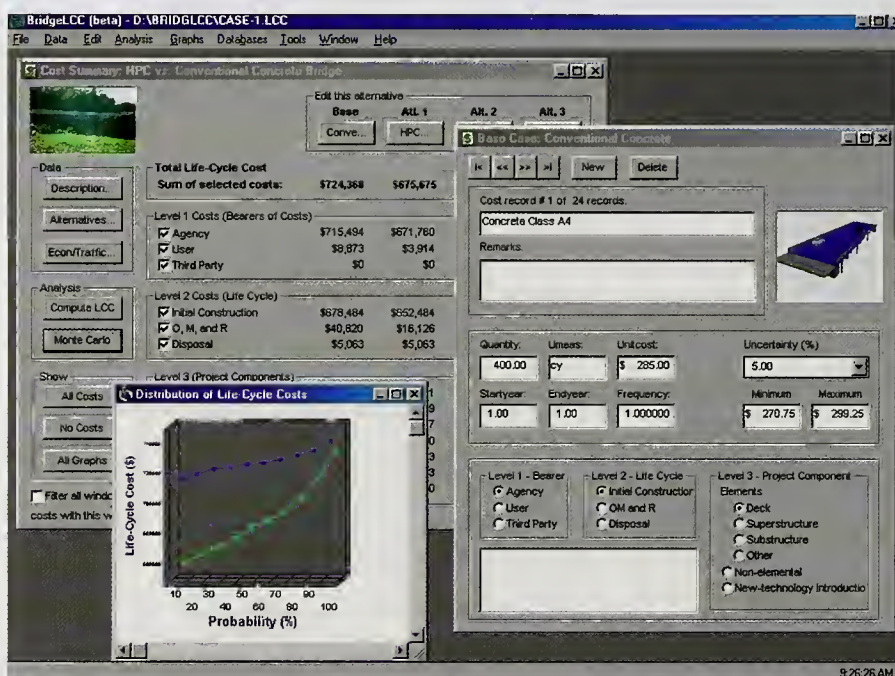 BridgeLCC (beta) - D:\BRIDGLCC\CASE-1.LCC
File Data Edit Analysis Graphs Databases Tools Window Help
Cost Summary: HPC vs. Conventional Concrete Bridge
Edit this alternative
Base Alt. 1 Alt. 2 Alt. 3
Conve... HPC...
Data
Description...
Alternatives...
Econ/Traffic...
Total Life-Cycle Cost
Sum of selected costs: $724,368 $675,675
Level 1 Costs (Bearers of Costs)
Agency $715,494 $671,760
User $8,873 $3,914
Third Party $0 $0
Analysis
Compute LCC
Monte Carlo
Level 2 Costs (Life Cycle)
Initial Construction $678,484
O, M, and R $40,820 $16,126
Disposal $5,063 $5,063
Show
All Costs
No Costs
All Graphs
Level 3 (Project Components)
Filter all windo
costs with this w
Distribution of Life-Cycle Costs
Life-Cycle Cost ($)
10 30 50 70 90
20 40 60 80 100
Probability (%)
Base Case: Conventional Concrete
|< << >> >| New Delete
Cost record # 1 of 24 records.
Concrete Class A4
Remarks:
Quantity: Umeas: Unitcost: Uncertainty (%)
400.00 cy $ 285.00 5.00
Startyear: Endyear: Frequency: Minimum Maximum
1.00 1.00 1.000000 $ 270.75 $ 299.25
Level 1 - Bearer
Agency
User
Third Party
Level 2 - Life Cycle
Initial Construction
OM and R
Disposal
Level 3 - Project Component
Elements
Deck
Superstructure
Substructure
Other
Non-elemental
New-technology Introductio
9:26:26 AM